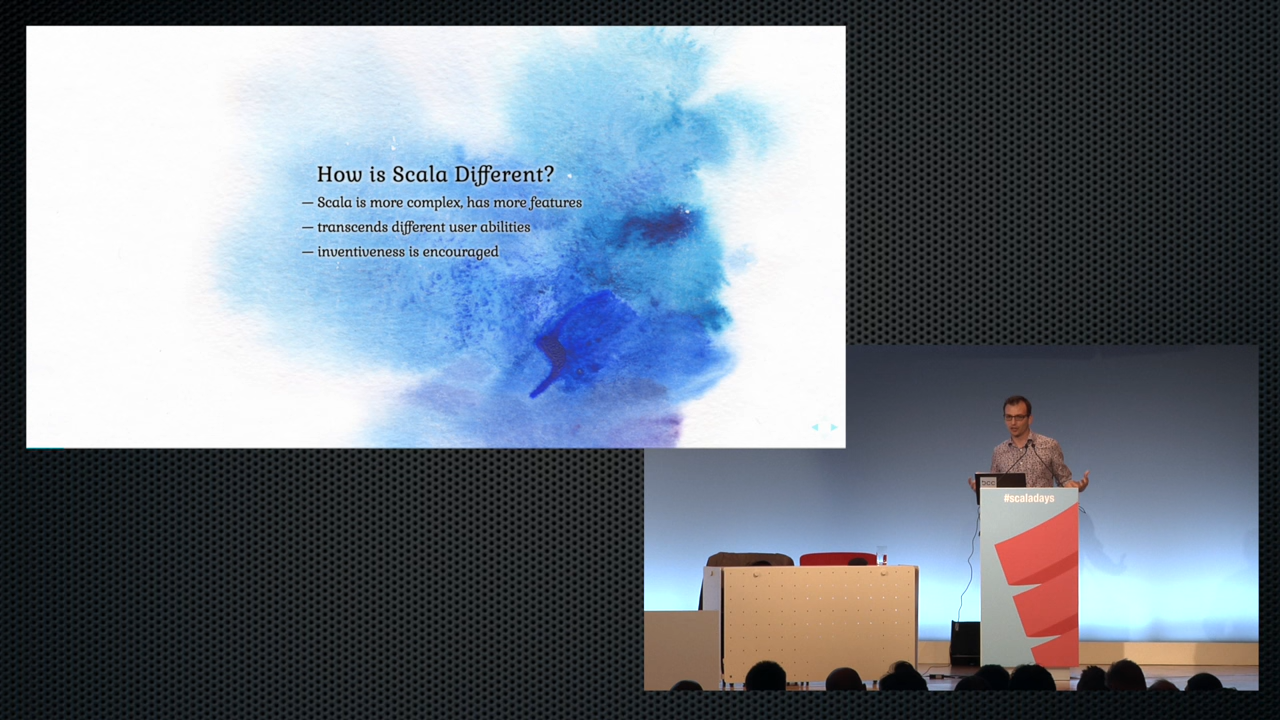 How is Scala Different?
— Scala is more complex, has more features
— transcends different user abilities
— inventiveness is encouraged
bcc
#scaladays